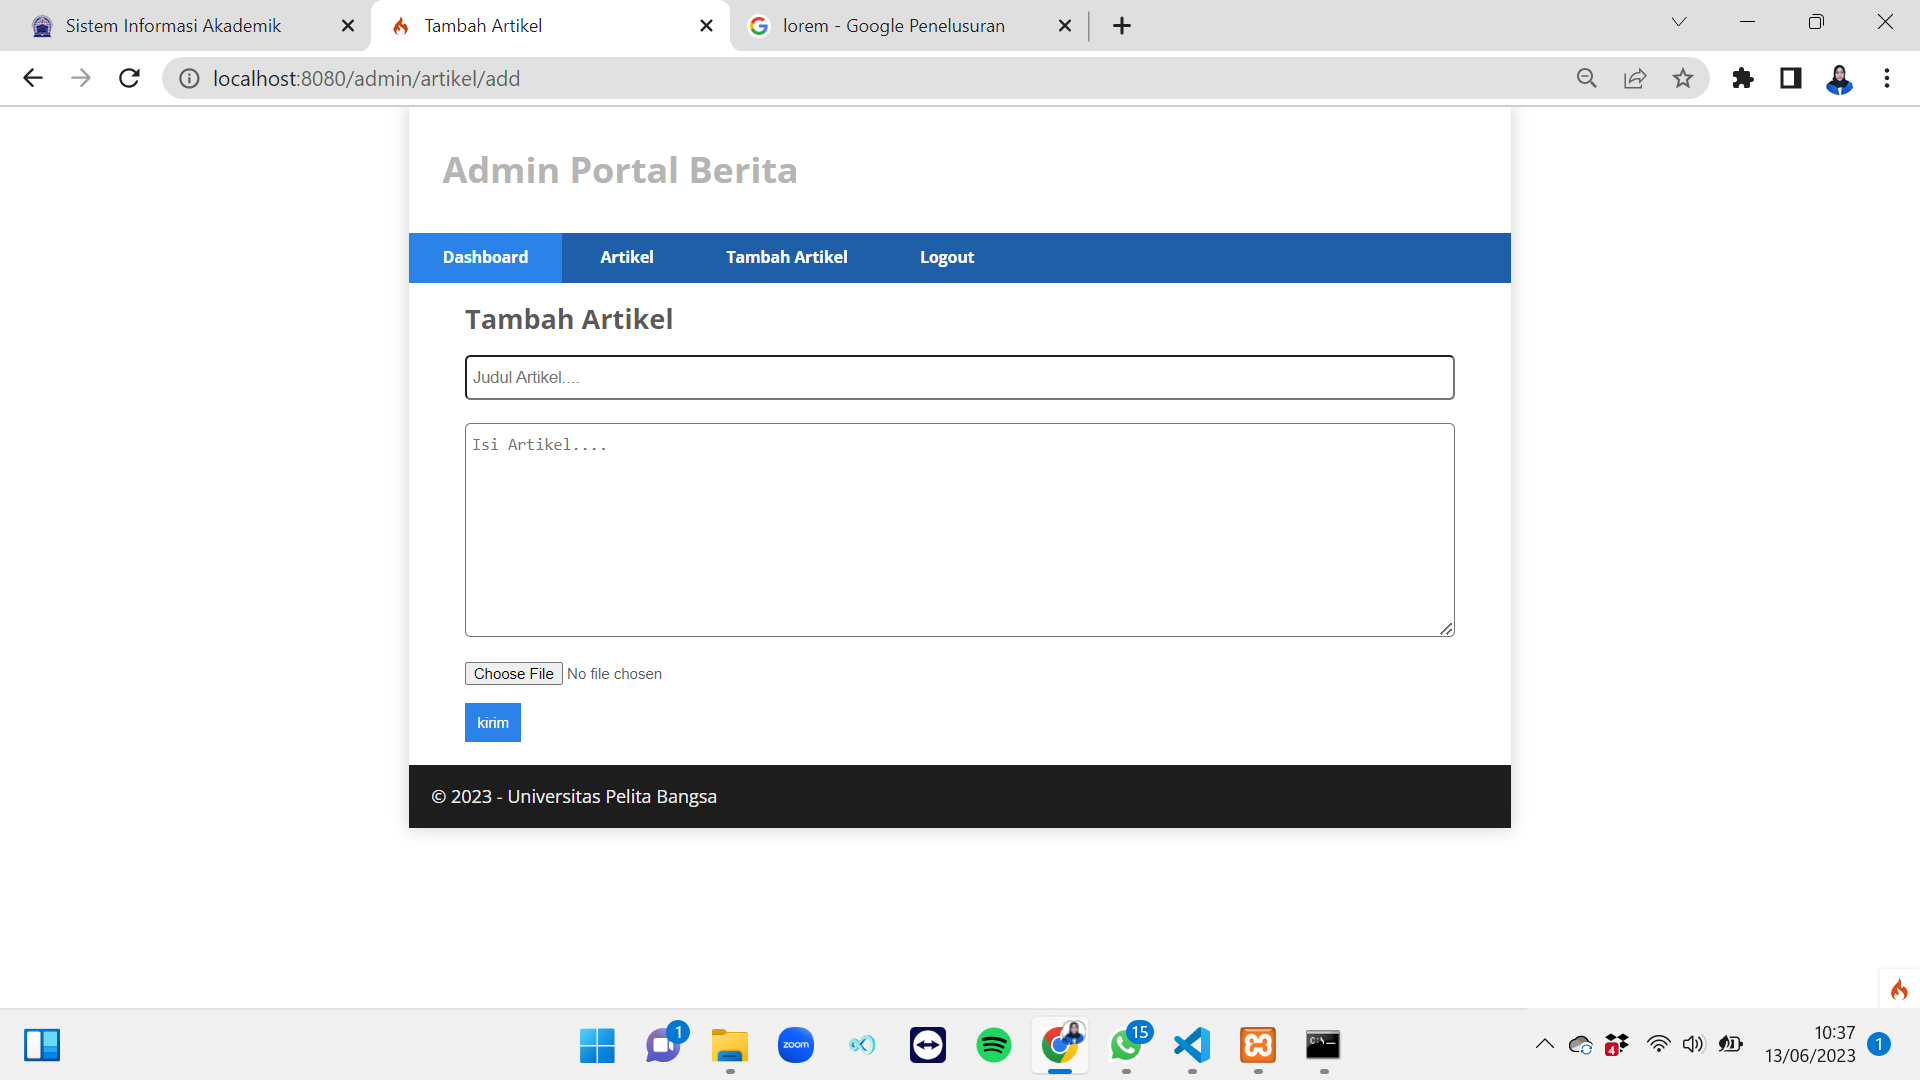 Sistem Informasi Akademik
Tambah Artikel
lorem - Google Penelusuran
localhost:8080/admin/artikel/add
Admin Portal Berita
Dashboard
Artikel
Tambah Artikel
Logout
Tambah Artikel
Judul Artikel....
Isi Artikel....
Choose File No file chosen
kirim
© 2023 - Universitas Pelita Bangsa
1
zoom
15
C:\
4
10:37
13/06/2023
1